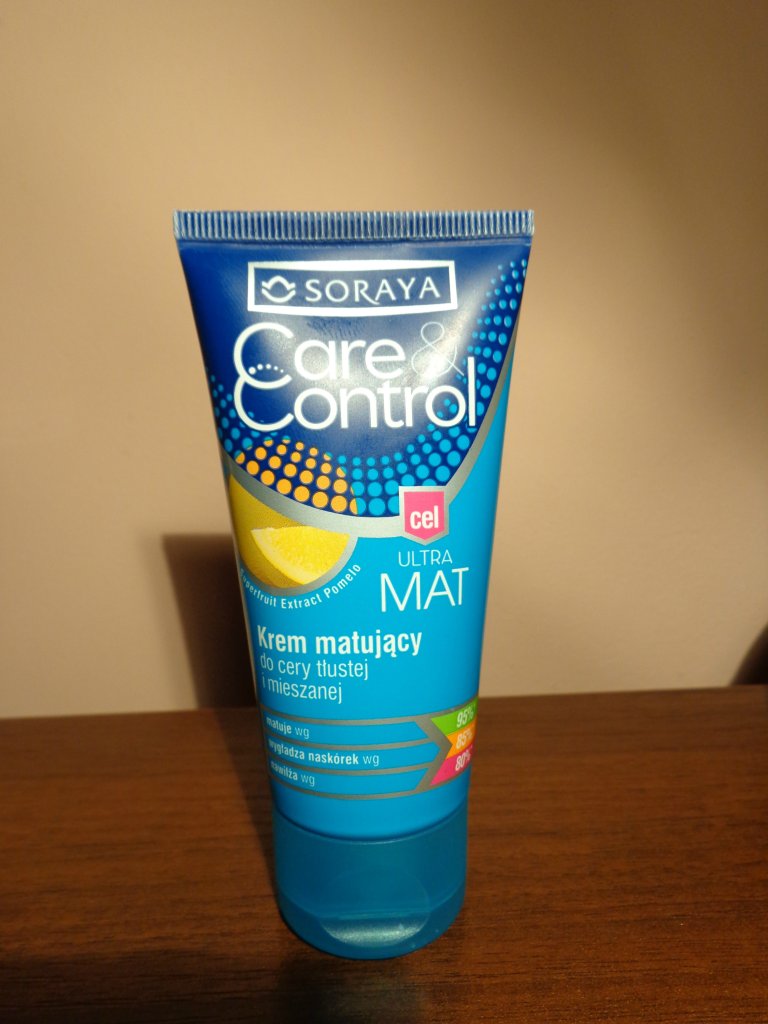 SORAYA
Care &
Control
cel
ULTRA
MAT
Superfruit Extract Pomelo
Krem matujący
do cery tłustej
i mieszanej
matuje wg 95%
wygładza naskórek wg 85%
nawilża wg 80%